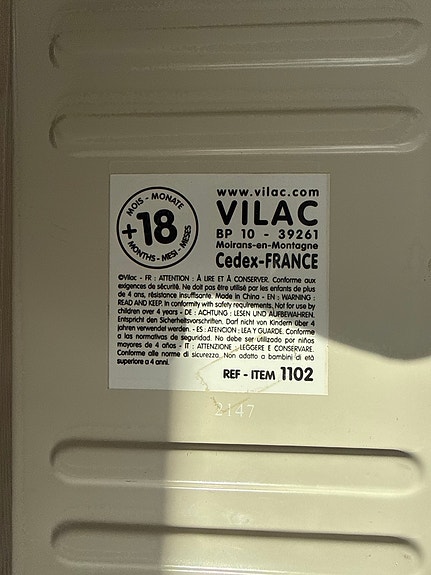 MOIS - MONATE
+18
MONTHS - MESI - MESES
www.vilac.com
VILAC
BP 10 - 39261
Moirans-en-Montagne
Cedex-FRANCE
©Vilac - FR : ATTENTION : À LIRE ET À CONSERVER. Conforme aux
exigences de sécurité. Ne doit pas être utilisé par les enfants de plus
de 4 ans, résistance insuffisante. Made in China - EN : WARNING :
READ AND KEEP. In conformity with safety requirements. Not for use by
children over 4 years - DE : ACHTUNG : LESEN UND AUFBEWAHREN.
Entspricht den Sicherheitsvorschriften. Darf nicht von Kindern über 4
jahren verwendet werden. - ES : ATENCION : LEA Y GUARDE. Conforme
a las normativas de seguridad. No debe ser utilizado por niños
mayores de 4 años - IT : ATTENZIONE : LEGGERE E CONSERVARE.
Conforme alle norme di sicurezza. Non adatto a bambini di età
superiore a 4 anni.
REF - ITEM 1102
2147